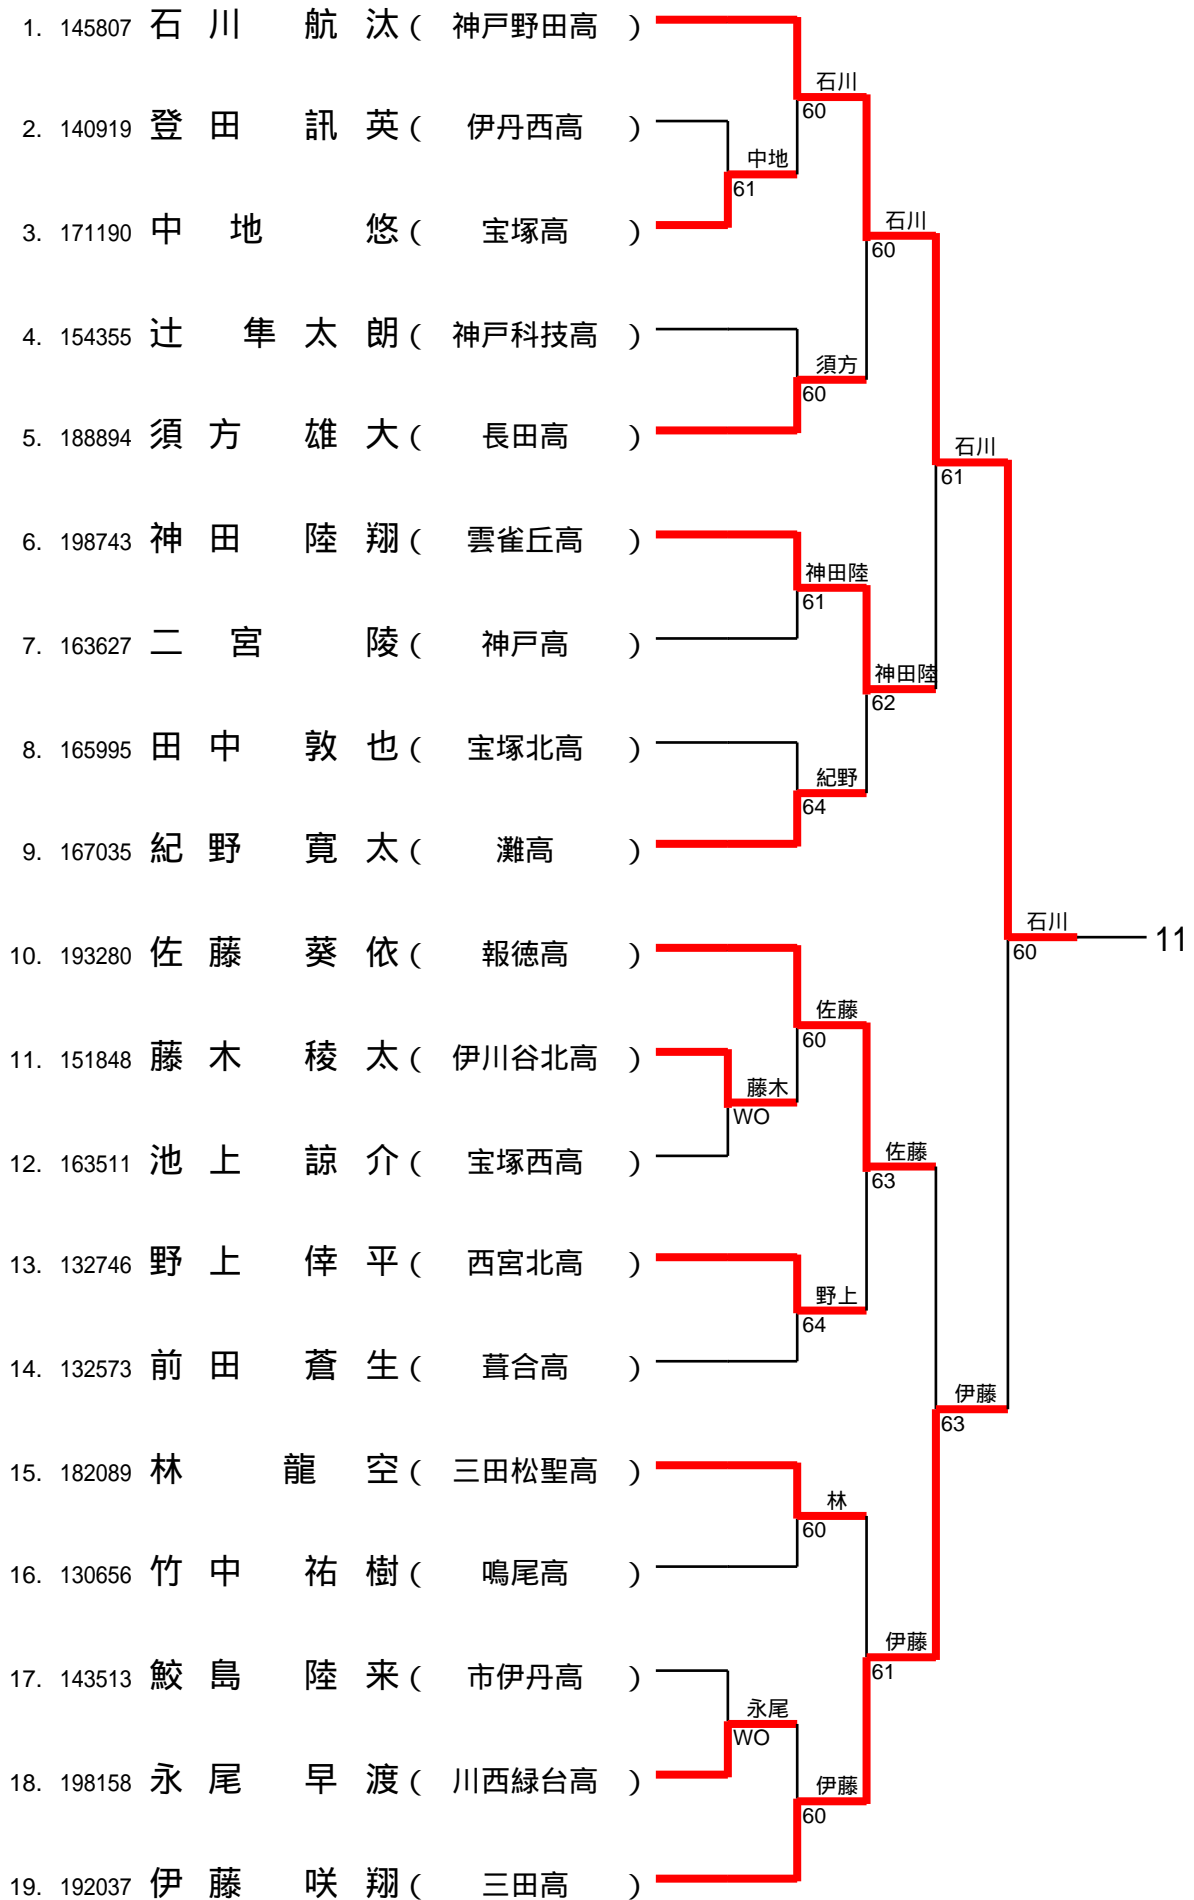 1. 145807 石川 航汰 ( 神戸野田高 )
石川
60
2. 140919 登田 訊英 ( 伊丹西高 )
中地
61
3. 171190 中地 悠 ( 宝塚高 )
石川
60
4. 154355 辻 隼太朗 ( 神戸科技高 )
須方
60
5. 188894 須方 雄大 ( 長田高 )
石川
61
6. 198743 神田 陸翔 ( 雲雀丘高 )
神田陸
61
7. 163627 二宮 陵 ( 神戸高 )
神田陸
62
8. 165995 田中 敦也 ( 宝塚北高 )
紀野
64
9. 167035 紀野 寛太 ( 灘高 )
石川
60
11
10. 193280 佐藤 葵依 ( 報徳高 )
佐藤
60
11. 151848 藤木 稜太 ( 伊川谷北高 )
藤木
WO
12. 163511 池上 諒介 ( 宝塚西高 )
佐藤
63
13. 132746 野上 倖平 ( 西宮北高 )
野上
64
14. 132573 前田 蒼生 ( 葺合高 )
伊藤
63
15. 182089 林 龍空 ( 三田松聖高 )
林
60
16. 130656 竹中 祐樹 ( 鳴尾高 )
伊藤
61
17. 143513 鮫島 陸来 ( 市伊丹高 )
永尾
WO
18. 198158 永尾 早渡 ( 川西緑台高 )
伊藤
60
19. 192037 伊藤 咲翔 ( 三田高 )